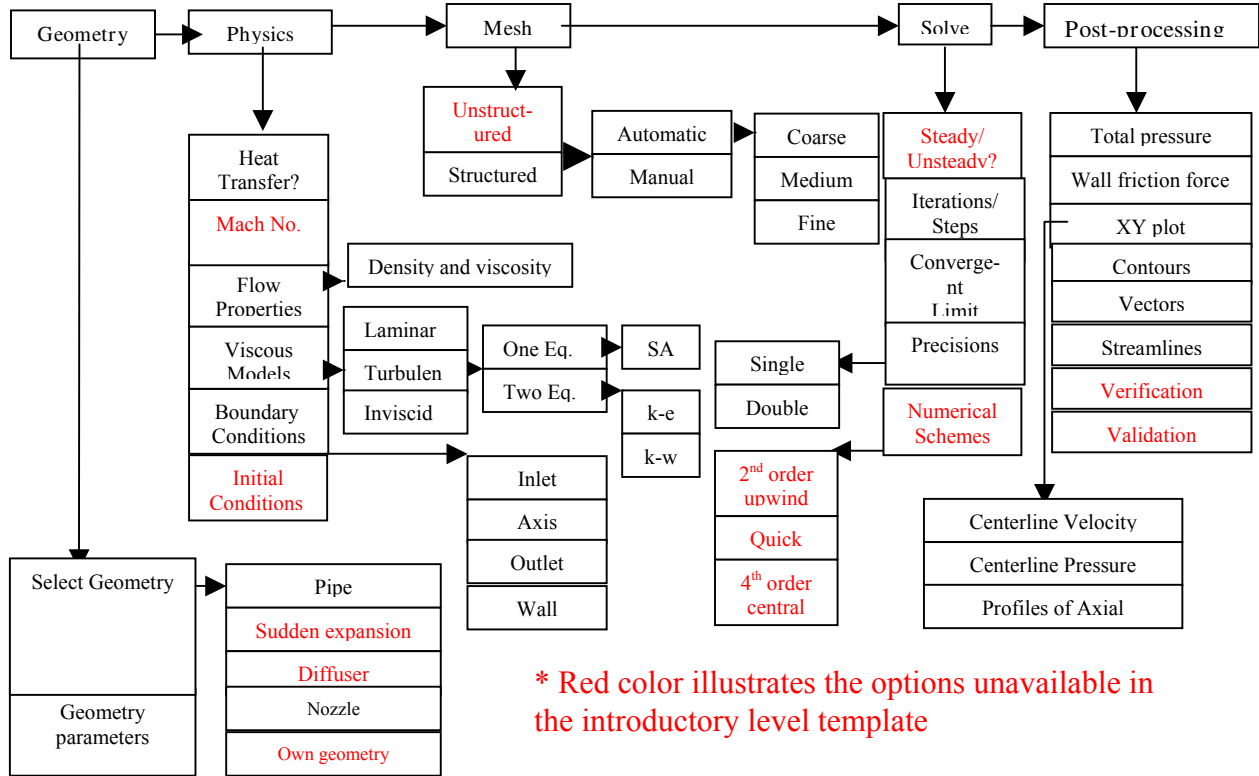 Geometry
Physics
Mesh
Solve
Post-processing
Heat
Transfer?
Mach No.
Flow
Properties
Viscous
Models
Boundary
Conditions
Initial
Conditions
Density and viscosity
Laminar
Turbulen
Inviscid
One Eq.
Two Eq.
SA
k-e
k-w
Inlet
Axis
Outlet
Wall
Unstruct-
ured
Structured
Automatic
Manual
Coarse
Medium
Fine
Steady/
Unsteady?
Iterations/
Steps
Converge-
nt
Limit
Precisions
Numerical
Schemes
Single
Double
2nd order
upwind
Quick
4th order
central
Total pressure
Wall friction force
XY plot
Contours
Vectors
Streamlines
Verification
Validation
Centerline Velocity
Centerline Pressure
Profiles of Axial
Select Geometry
Geometry
parameters
Pipe
Sudden expansion
Diffuser
Nozzle
Own geometry
* Red color illustrates the options unavailable in
the introductory level template